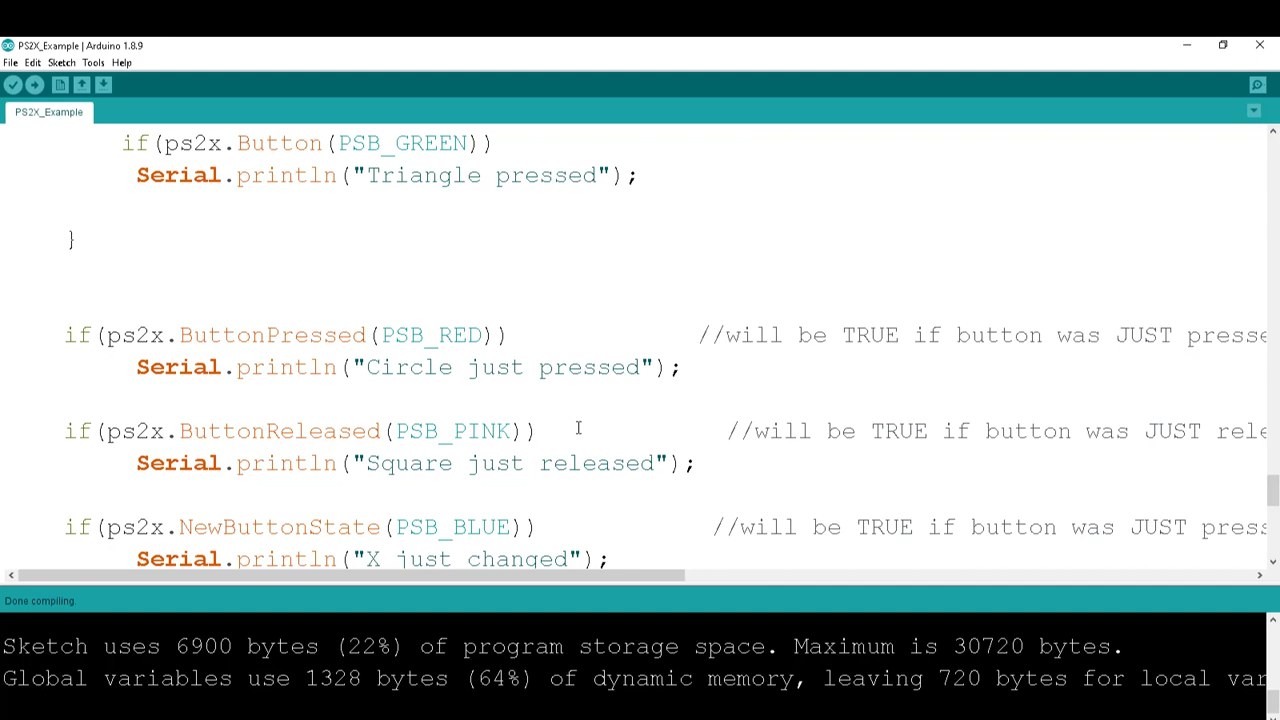 PS2X_Example | Arduino 1.8.9
File Edit Sketch Tools Help
PS2X_Example
if(ps2x.Button(PSB_GREEN))
Serial.println("Triangle pressed");
}
if(ps2x.ButtonPressed(PSB_RED)) //will be TRUE if button was JUST presse
Serial.println("Circle just pressed");
if(ps2x.ButtonReleased(PSB_PINK)) //will be TRUE if button was JUST rele
Serial.println("Square just released");
if(ps2x.NewButtonState(PSB_BLUE)) //will be TRUE if button was JUST press
Serial.println("X just changed");
Done compiling.
Sketch uses 6900 bytes (22%) of program storage space. Maximum is 30720 bytes.
Global variables use 1328 bytes (64%) of dynamic memory, leaving 720 bytes for local var